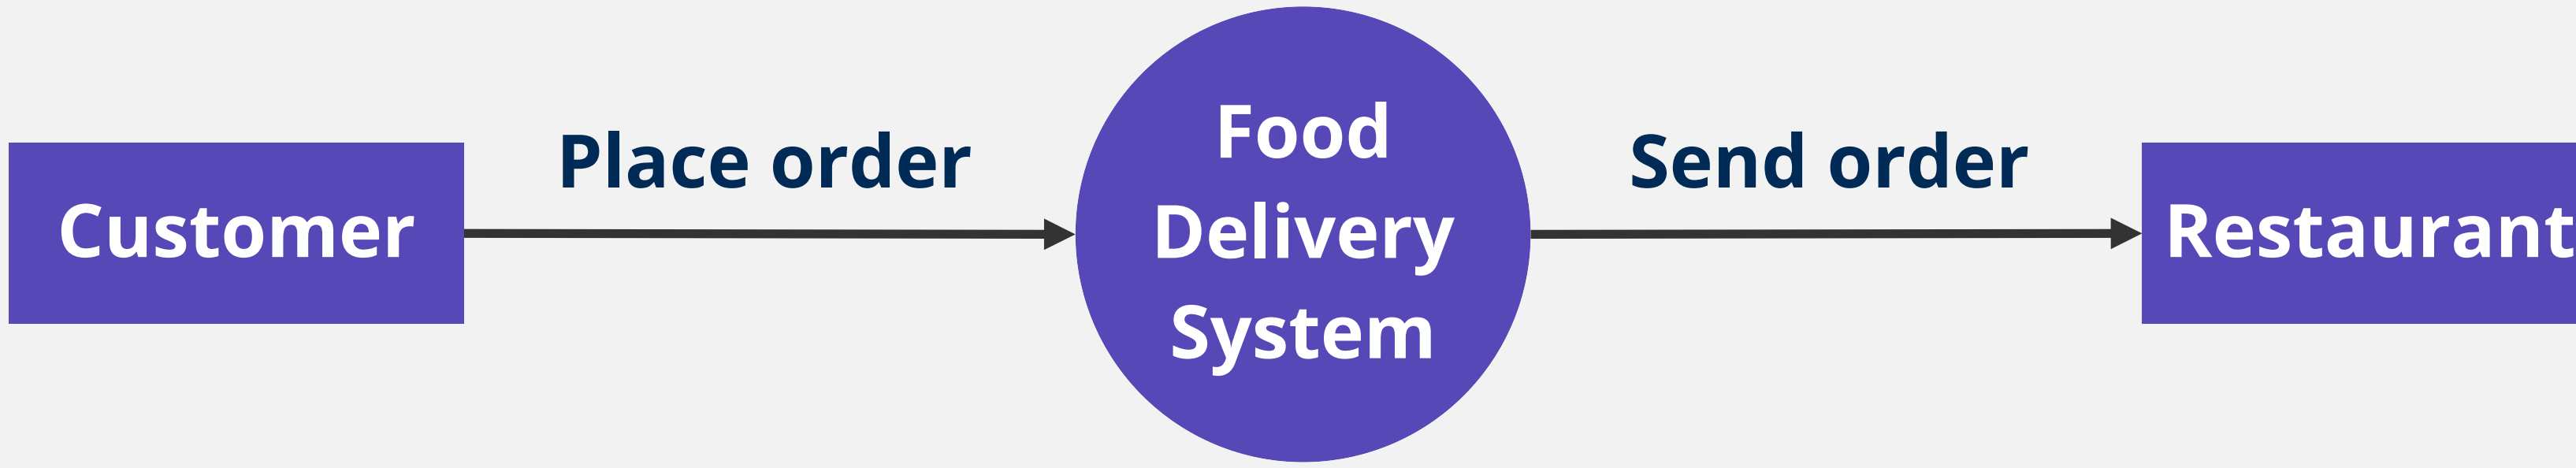 Customer
Place order
Food
Delivery
System
Send order
Restaurant